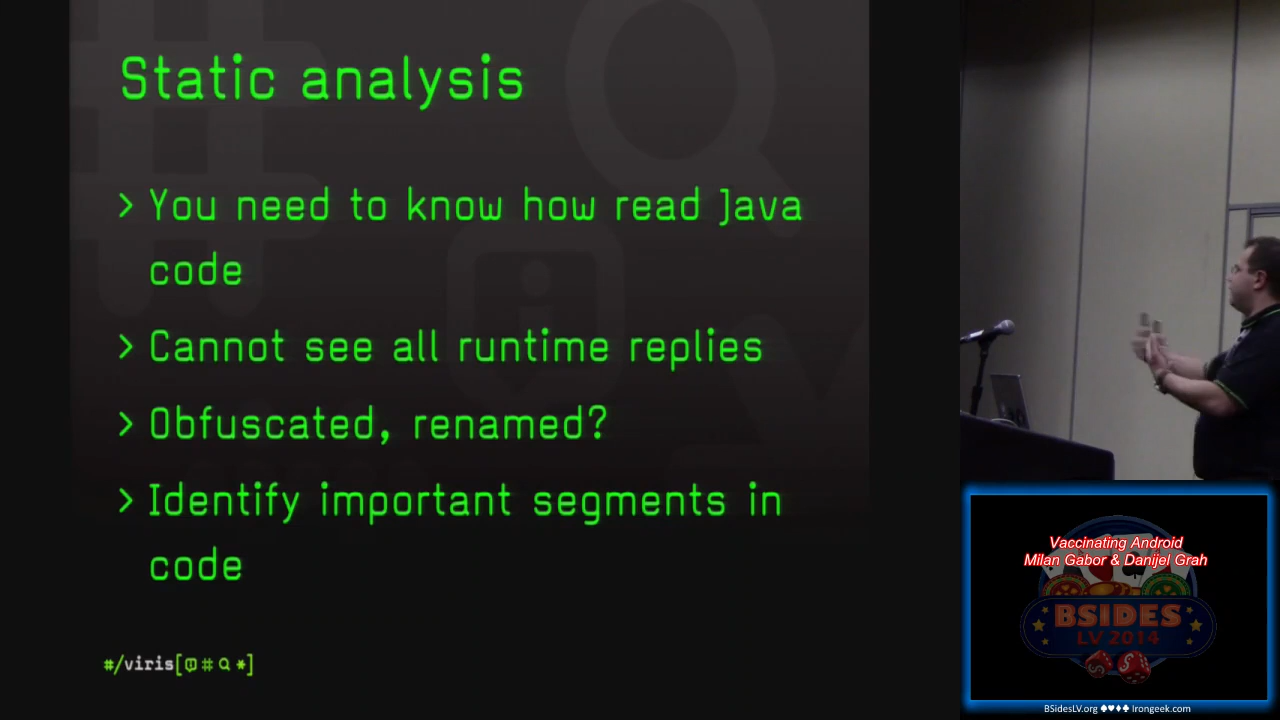 Static analysis
> You need to know how read Java
code
> Cannot see all runtime replies
> Obfuscated, renamed?
> Identify important segments in
code
#/viris[ # *]
Vaccinating Android
Milan Gabor & Danijel Grah
BSIDES
LV 2014
BSidesLV.org ♠♥♦♣ Irongeek.com